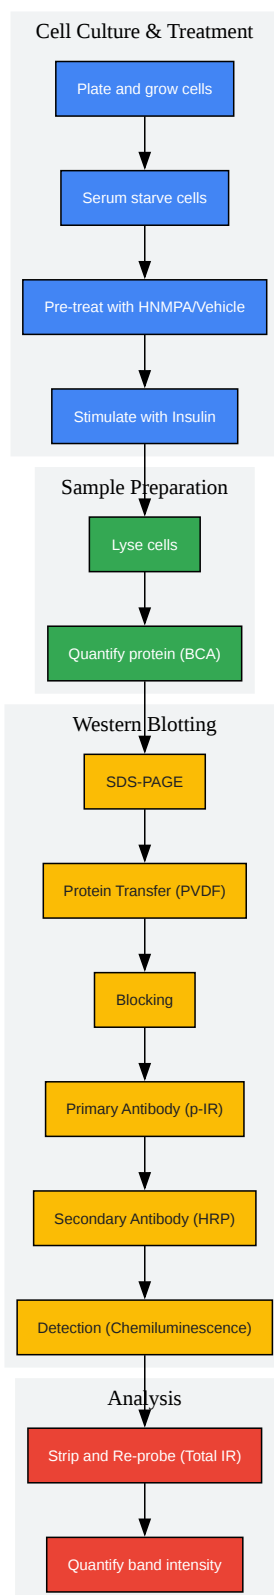 Cell Culture & Treatment
Plate and grow cells
Serum starve cells
Pre-treat with HNMPA/Vehicle
Stimulate with Insulin
Sample Preparation
Lyse cells
Quantify protein (BCA)
Western Blotting
SDS-PAGE
Protein Transfer (PVDF)
Blocking
Primary Antibody (p-IR)
Secondary Antibody (HRP)
Detection (Chemiluminescence)
Analysis
Strip and Re-probe (Total IR)
Quantify band intensity